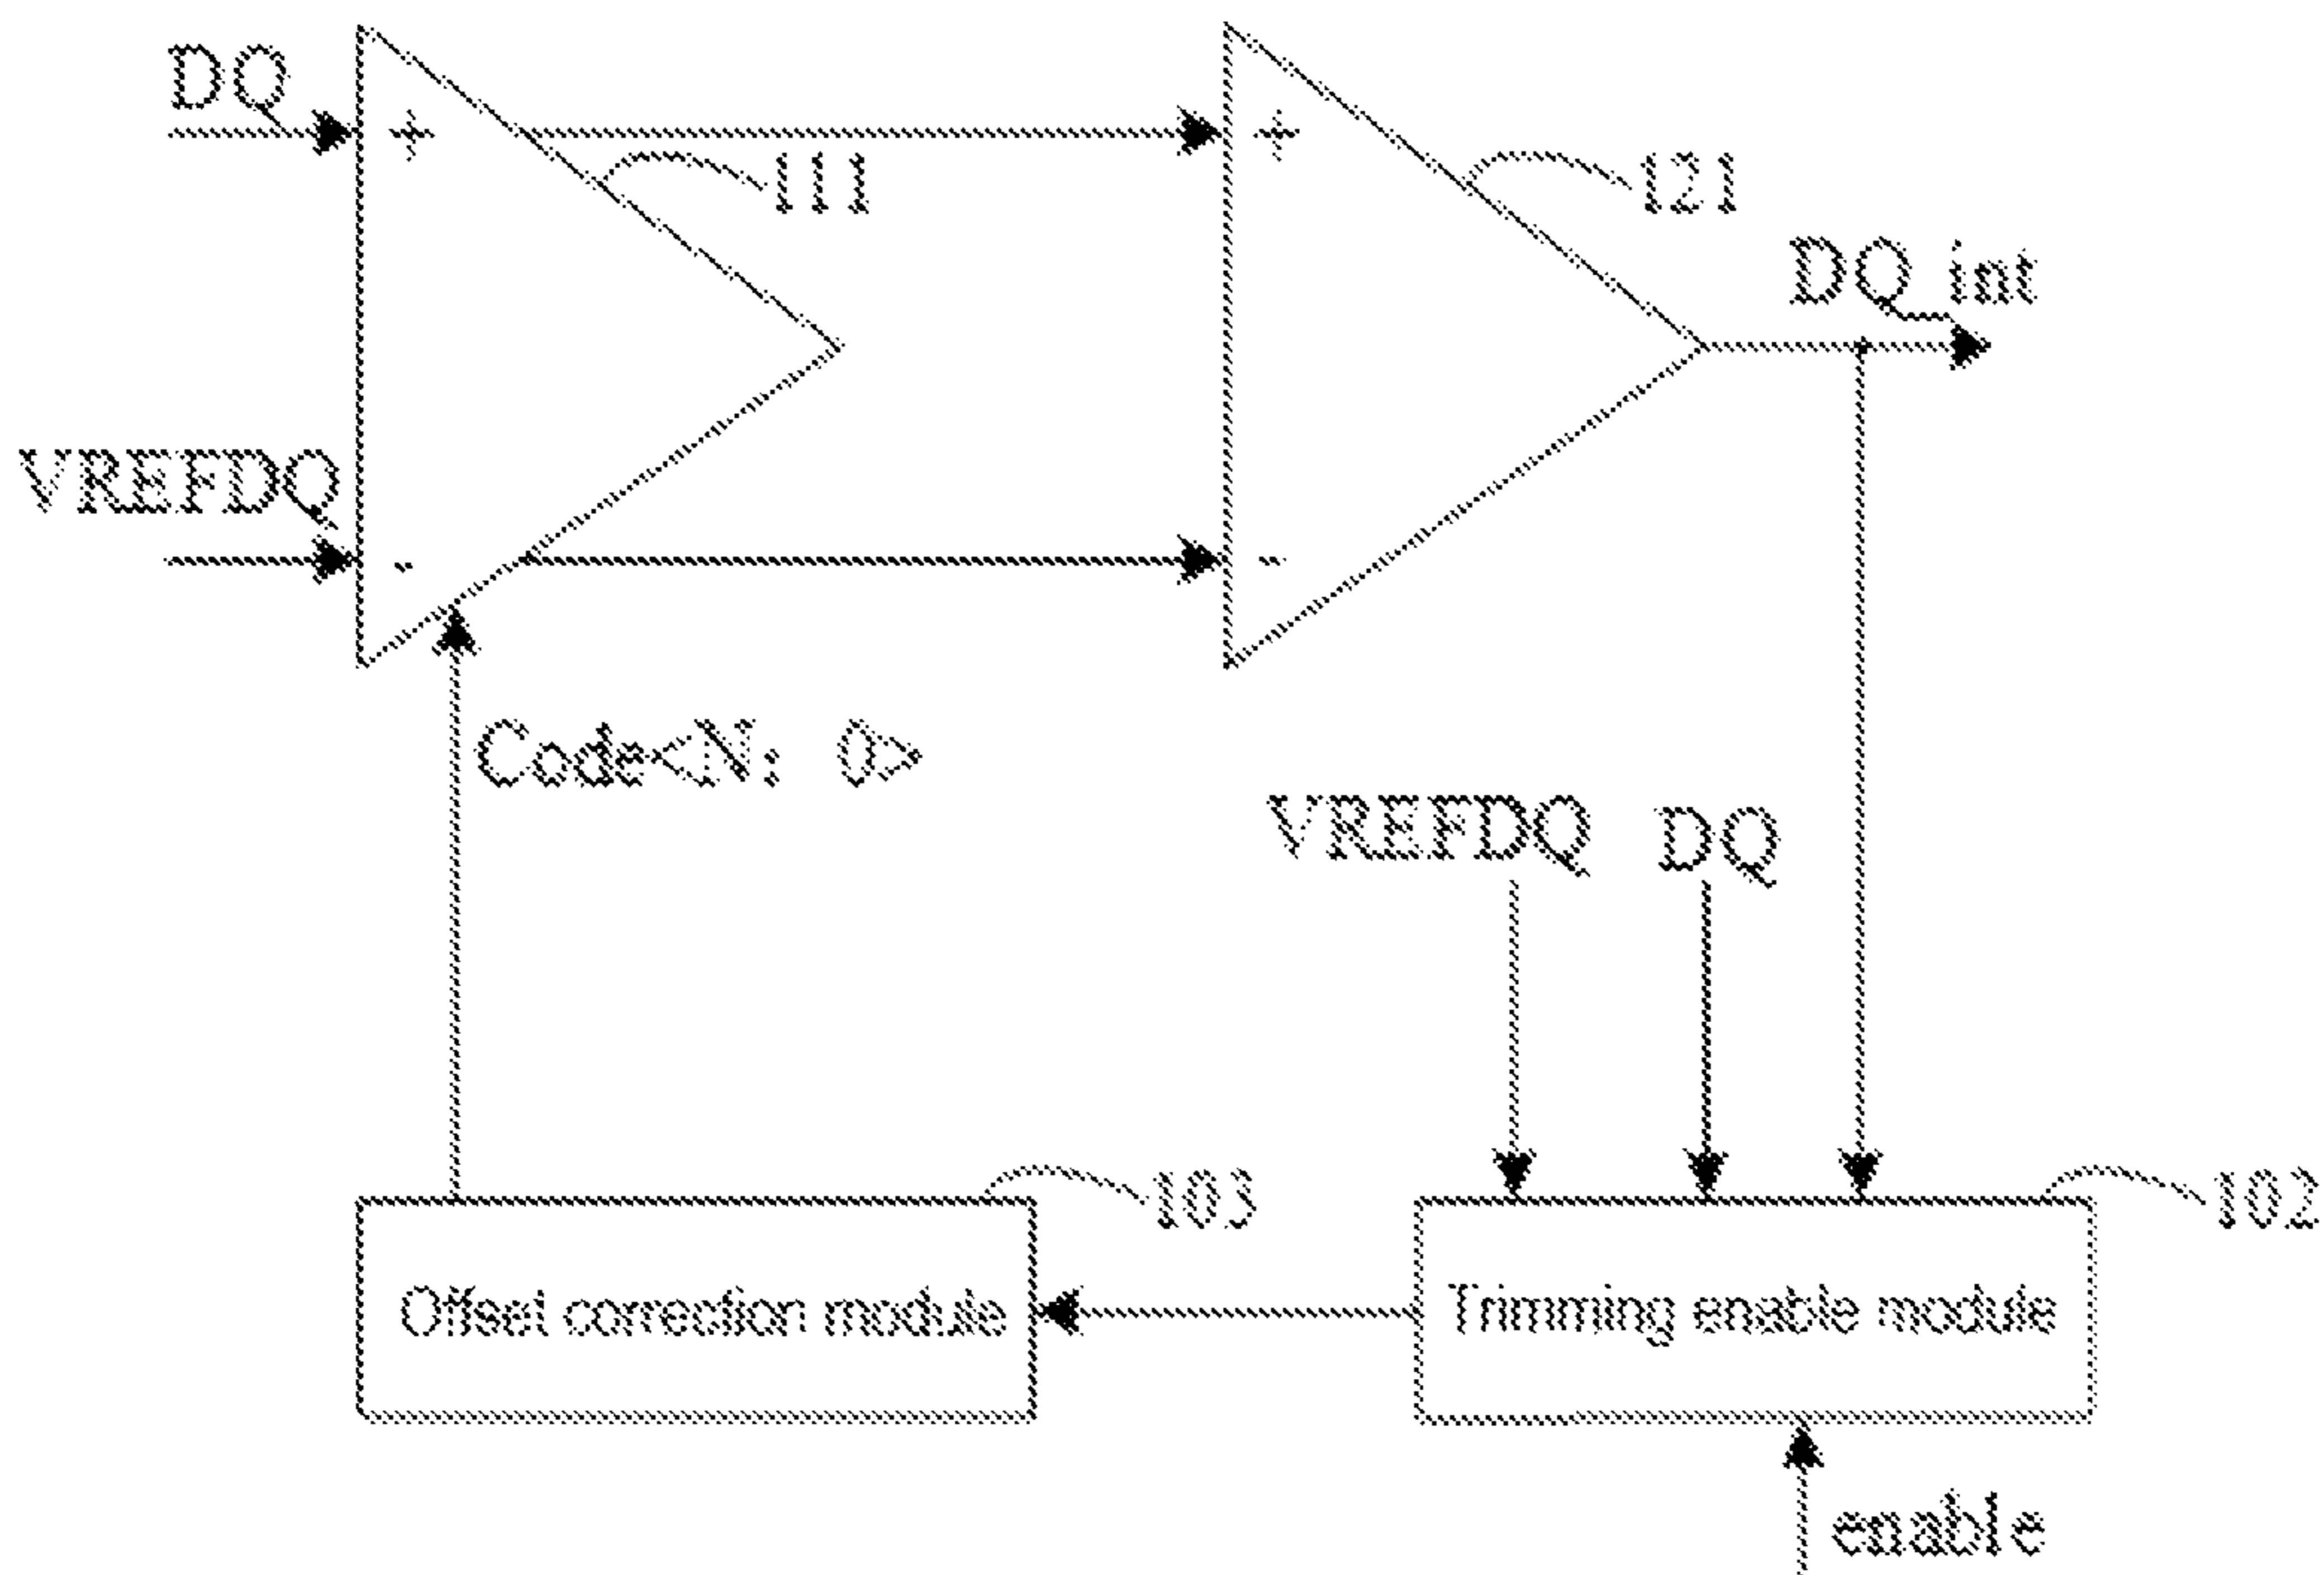 DQ
+
+
111
121
DQ_int
VREFDQ
-
-
Code<N: 0>
VREFDQ
DQ
103
102
Offset correction module
Trimming enable module
enable